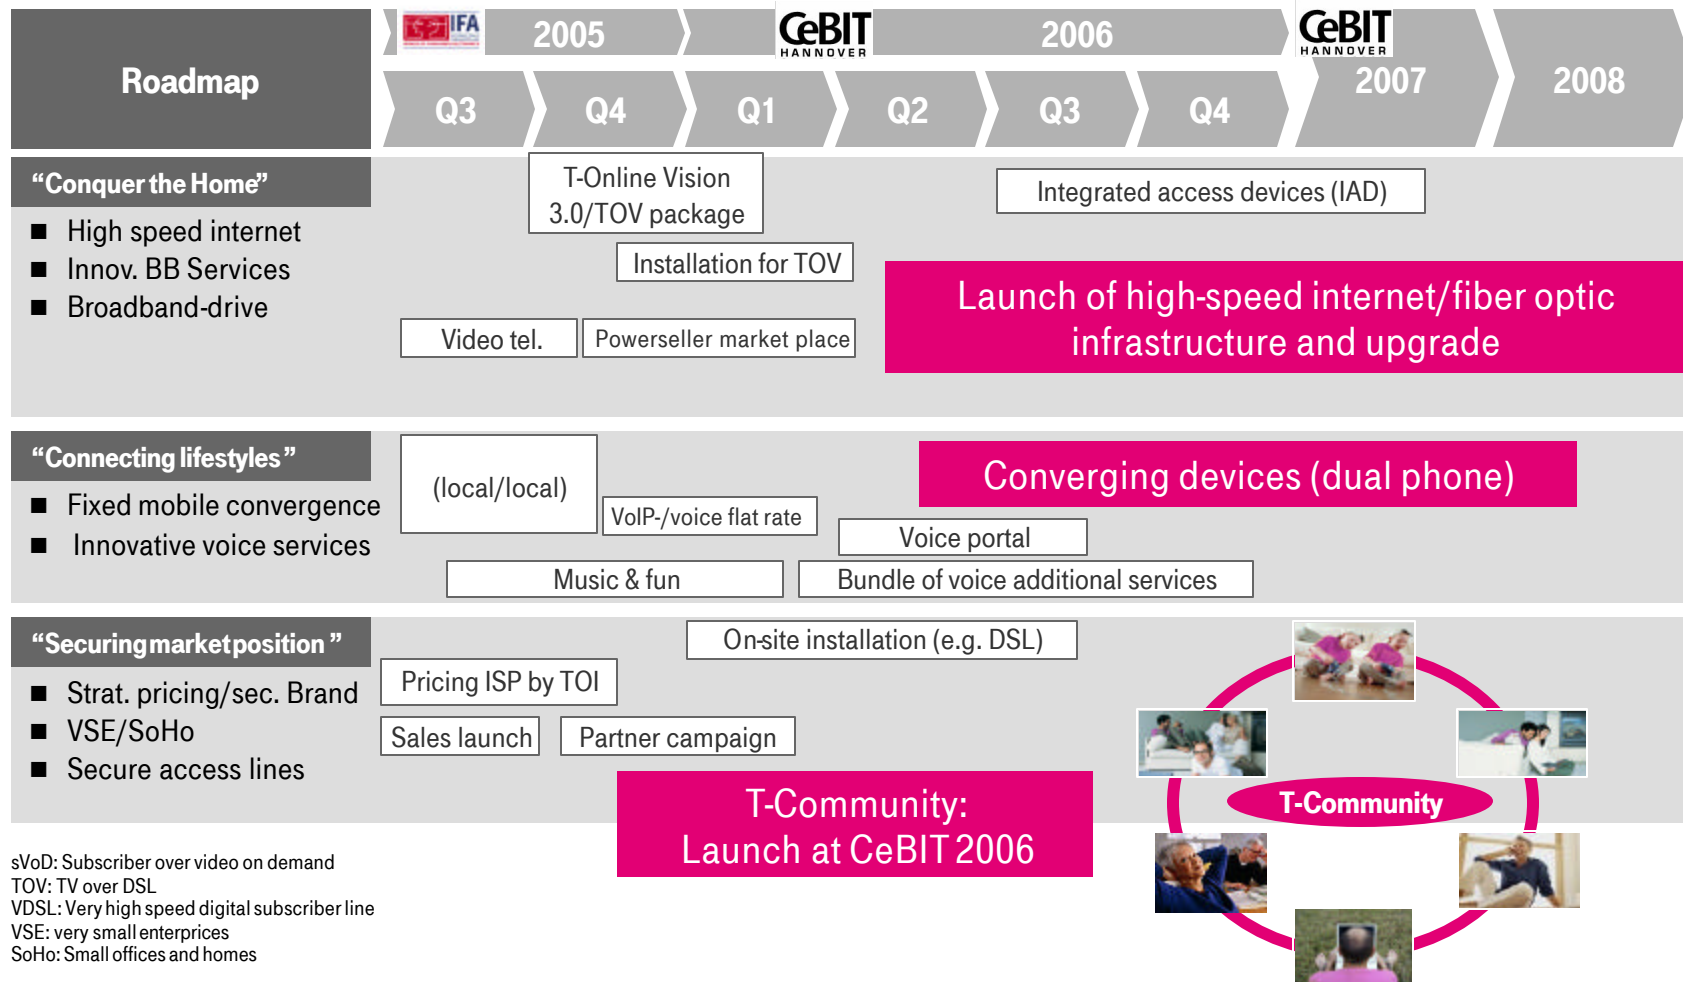 Roadmap
IFA
2005
CeBIT
HANNOVER
2006
CeBIT
HANNOVER
2007
2008
Q3
Q4
Q1
Q2
Q3
Q4
“Conquer the Home”
■ High speed internet
■ Innov. BB Services
■ Broadband-drive
T-Online Vision
3.0/TOV package
Integrated access devices (IAD)
Installation for TOV
Launch of high-speed internet/fiber optic
infrastructure and upgrade
Video tel.
Powerseller market place
“Connecting lifestyles ”
■ Fixed mobile convergence
■ Innovative voice services
(local/local)
Converging devices (dual phone)
VoIP-/voice flat rate
Voice portal
Music & fun
Bundle of voice additional services
“Securing market position ”
■ Strat. pricing/sec. Brand
■ VSE/SoHo
■ Secure access lines
On-site installation (e.g. DSL)
Pricing ISP by TOI
Sales launch
Partner campaign
T-Community:
Launch at CeBIT 2006
T-Community
sVoD: Subscriber over video on demand
TOV: TV over DSL
VDSL: Very high speed digital subscriber line
VSE: very small enterprices
SoHo: Small offices and homes